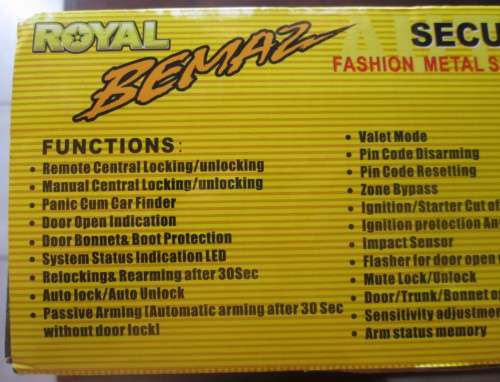 ROYAL
BEMAZ
SECU
FASHION METAL S
FUNCTIONS:
• Remote Central Locking/unlocking
• Manual Central Locking/unlocking
• Panic Cum Car Finder
• Door Open Indication
• Door Bonnet& Boot Protection
• System Status Indication LED
• Relocking& Rearming after 30Sec
• Auto lock/Auto Unlock
• Passive Arming [Automatic arming after 30 Sec
without door lock]
• Valet Mode
• Pin Code Disarming
• Pin Code Resetting
• Zone Bypass
• Ignition/Starter Cut of
• Ignition protection An
• Impact Sensor
• Flasher for door open
• Mute Lock/Unlock
• Door/Trunk/Bonnet o
• Sensitivity adjustme
• Arm status memory